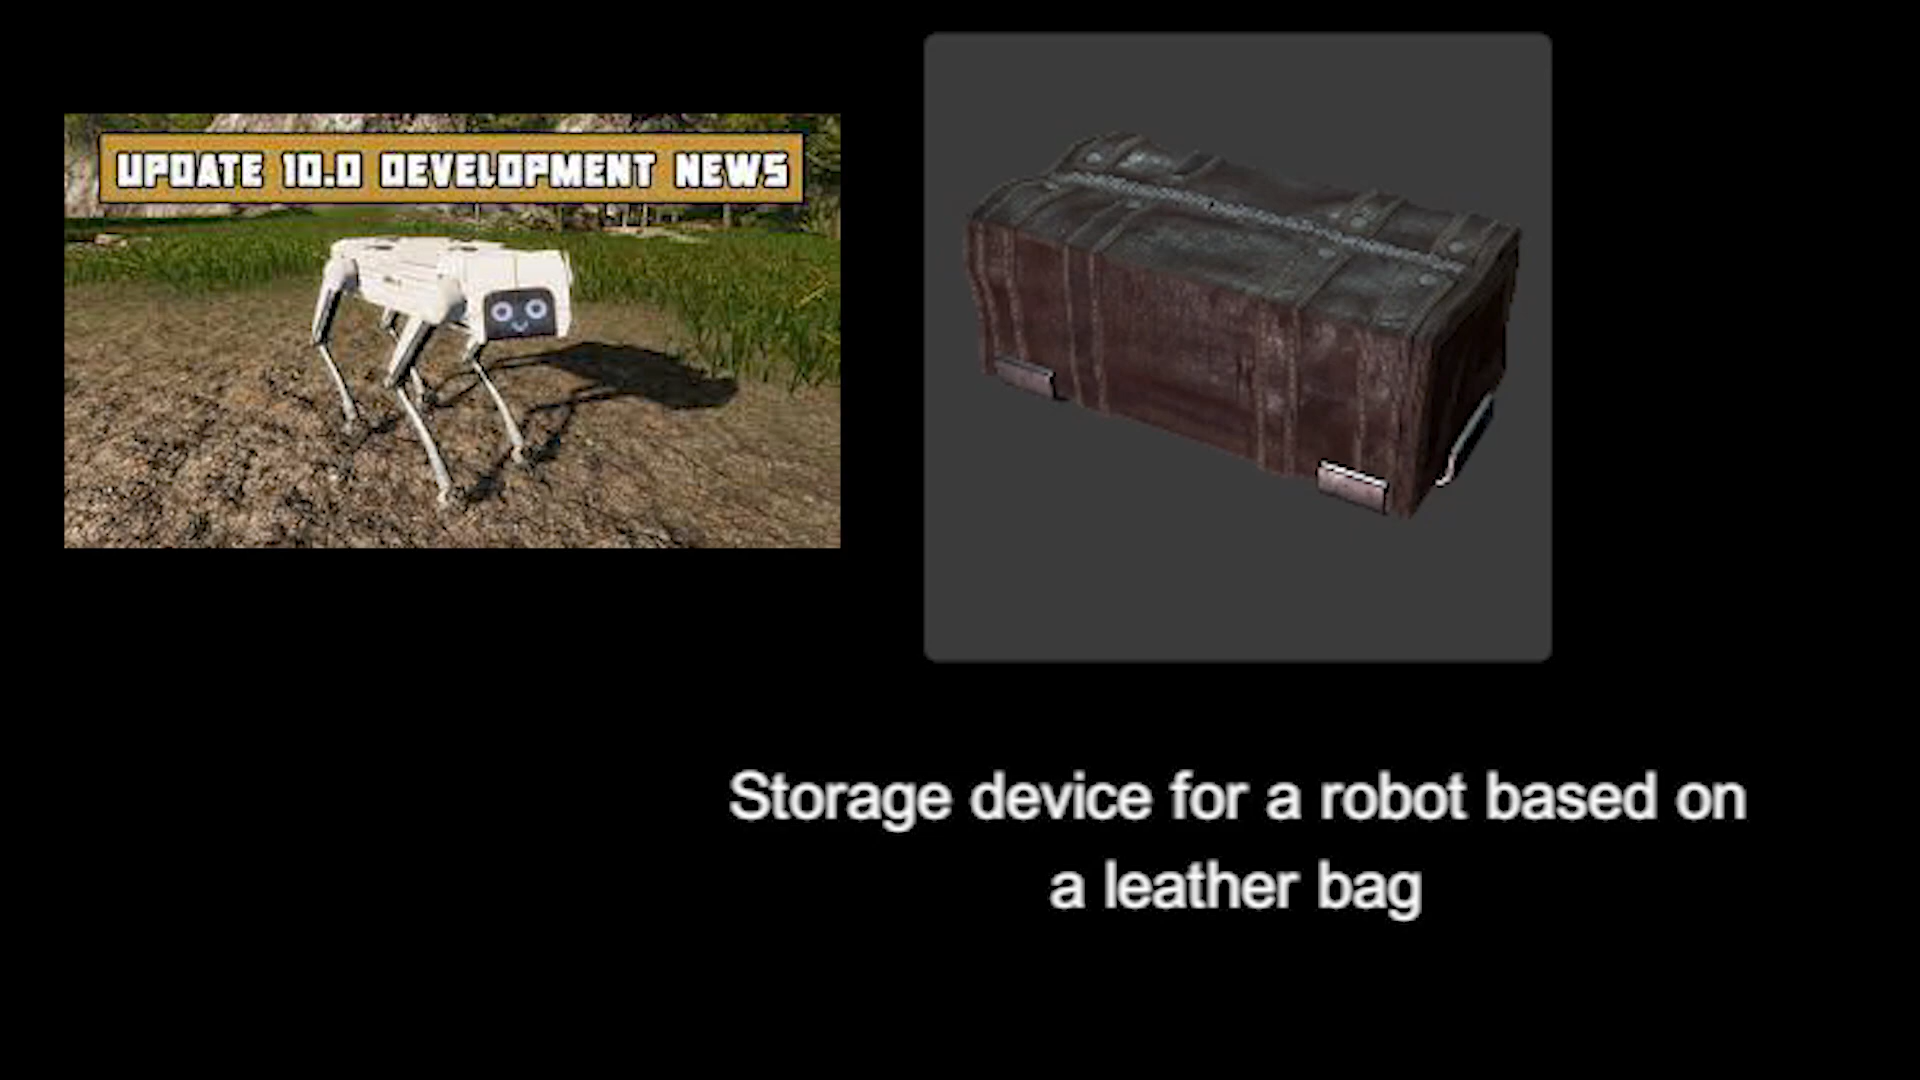 UPDATE 10.0 DEVELOPMENT NEWS
Storage device for a robot based on
a leather bag